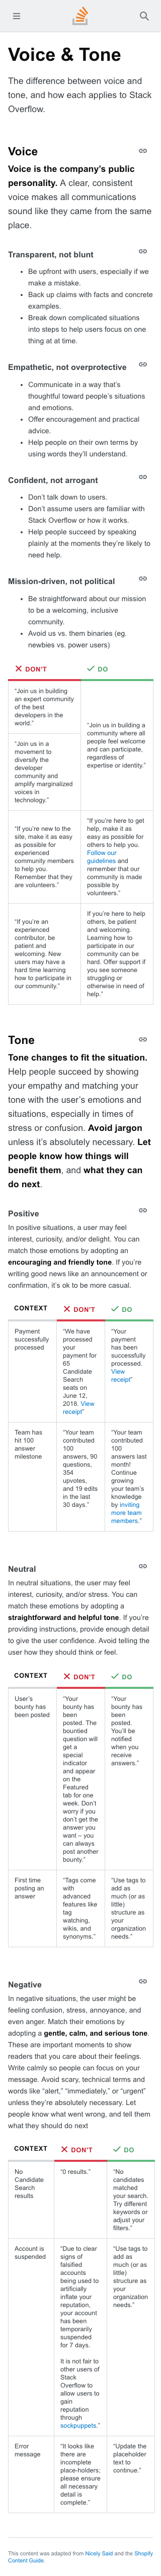 Voice & Tone
The difference between voice and
tone, and how each applies to Stack
Overflow.
Voice
Voice is the company’s public
personality. A clear, consistent
voice makes all communications
sound like they came from the same
place.
Transparent, not blunt
• Be upfront with users, especially if we
make a mistake.
• Back up claims with facts and concrete
examples.
• Break down complicated situations
into steps to help users focus on one
thing at at time.
Empathetic, not overprotective
• Communicate in a way that’s
thoughtful toward people’s situations
and emotions.
• Offer encouragement and practical
advice.
• Help people on their own terms by
using words they’ll understand.
Confident, not arrogant
• Don’t talk down to users.
• Don’t assume users are familiar with
Stack Overflow or how it works.
• Help people succeed by speaking
plainly at the moments they’re likely to
need help.
Mission-driven, not political
• Be straightforward about our mission
to be a welcoming, inclusive
community.
• Avoid us vs. them binaries (eg.
newbies vs. power users)
DON'T
DO
“Join us in building
an expert community
of the best
developers in the
world.”
“Join us in a
movement to
diversify the
developer
community and
amplify marginalized
voices in
technology.”
“Join us in building a
community where all
people feel welcome
and can participate,
regardless of
expertise or identity.”
“If you’re new to the
site, make it as easy
as possible for
experienced
community members
to help you.
Remember that they
are volunteers.”
“If you’re here to get
help, make it as
easy as possible for
others to help you.
Follow our
guidelines and
remember that our
community is made
possible by
volunteers.”
“If you’re an
experienced
contributor, be
patient and
welcoming. New
users may have a
hard time learning
how to participate in
our community.”
If you’re here to help
others, be patient
and welcoming.
Learning how to
participate in our
community can be
hard. Offer support if
you see someone
struggling or
otherwise in need of
help.”
Tone
Tone changes to fit the situation.
Help people succeed by showing
your empathy and matching your
tone with the user’s emotions and
situations, especially in times of
stress or confusion. Avoid jargon
unless it’s absolutely necessary. Let
people know how things will
benefit them, and what they can
do next.
Positive
In positive situations, a user may feel
interest, curiosity, and/or delight. You can
match those emotions by adopting an
encouraging and friendly tone. If you’re
writing good news like an announcement or
confirmation, it’s ok to be more casual.
CONTEXT
DON'T
DO
Payment
successfully
processed
“We have
processed
your
payment for
65
Candidate
Search
seats on
June 12,
2018. View
receipt”
“Your
payment
has been
successfully
processed.
View
receipt”
Team has
hit 100
answer
milestone
“Your team
contributed
100
answers, 90
questions,
354
upvotes,
and 19 edits
in the last
30 days.”
“Your team
contributed
100
answers last
month!
Continue
growing
your team’s
knowledge
by inviting
more team
members.”
Neutral
In neutral situations, the user may feel
interest, curiosity, and/or stress. You can
match these emotions by adopting a
straightforward and helpful tone. If you’re
providing instructions, provide enough detail
to give the user confidence. Avoid telling the
user how they should think or feel.
CONTEXT
DON'T
DO
User’s
bounty has
been posted
“Your
bounty has
been
posted. The
bountied
question will
get a
special
indicator
and appear
on the
Featured
tab for one
week. Don’t
worry if you
don’t get the
answer you
want – you
can always
post another
bounty.”
“Your
bounty has
been
posted.
You’ll be
notified
when you
receive
answers.”
First time
posting an
answer
“Tags come
with
advanced
features like
tag
watching,
wikis, and
synonyms.”
“Use tags to
add as
much (or as
little)
structure as
your
organization
needs.”
Negative
In negative situations, the user might be
feeling confusion, stress, annoyance, and
even anger. Match their emotions by
adopting a gentle, calm, and serious tone.
These are important moments to show
readers that you care about their feelings.
Write calmly so people can focus on your
message. Avoid scary, technical terms and
words like “alert,” “immediately,” or “urgent”
unless they’re absolutely necessary. Let
people know what went wrong, and tell them
what they should do next
CONTEXT
DON'T
DO
No
Candidate
Search
results
“0 results.”
“No
candidates
matched
your search.
Try different
keywords or
adjust your
filters.”
Account is
suspended
“Due to clear
signs of
falsified
accounts
being used to
artificially
inflate your
reputation,
your account
has been
temporarily
suspended
for 7 days.
It is not fair to
other users of
Stack
Overflow to
allow users to
gain
reputation
through
sockpuppets.”
“Use tags to
add as
much (or as
little)
structure as
your
organization
needs.”
Error
message
“It looks like
there are
incomplete
place-holders;
please ensure
all necessary
detail is
complete.”
“Update the
placeholder
text to
continue.”
This content was adapted from Nicely Said and the Shopify
Content Guide.